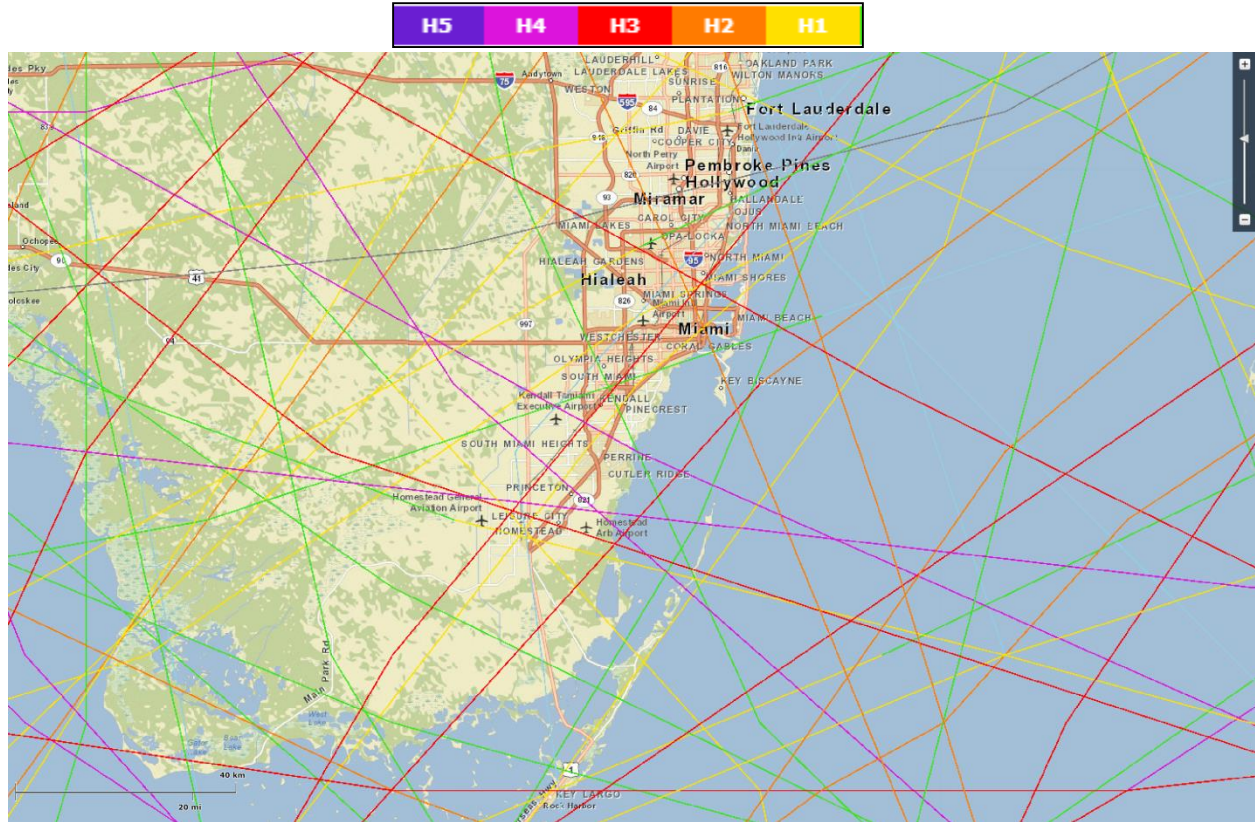 H5 H4 H3 H2 H1
LAUDERHILL
816
OAKLAND PARK
LAUDERDALE LAKES
WILTON MANORS
Andytown
75
SUNRISE
WESTON
PLANTATION
595
84
Fort Lauderdale
Griffin Rd
DAVIE
Fort Lauderdale
Hollywood Intl Airport
COOPER CITY
Dania
North Perry
Airport
Pembroke Pines
820
Hollywood
93
Miramar
HALLANDALE
CAROL CITY
OJUS
MIAMI LAKES
NORTH MIAMI BEACH
OPA-LOCKA
Ochopee
90
HIALEAH GARDENS
95
NORTH MIAMI
41
Hialeah
MIAMI SHORES
MIAMI SPRINGS
826
Miami Intl
Airport
MIAMI BEACH
997
Miami
94
WESTCHESTER
CORAL GABLES
OLYMPIA HEIGHTS
SOUTH MIAMI
KEY BISCAYNE
Kendall Tamiami
Executive Airport
KENDALL
PINECREST
SOUTH MIAMI HEIGHTS
PERRINE
CUTLER RIDGE
PRINCETON
821
Homestead General
Aviation Airport
LEISURE CITY
HOMESTEAD
Homestead
Arb Airport
Main Park Rd
West
Lake
40 km
20 mi
1
KEY LARGO
Rock Harbor